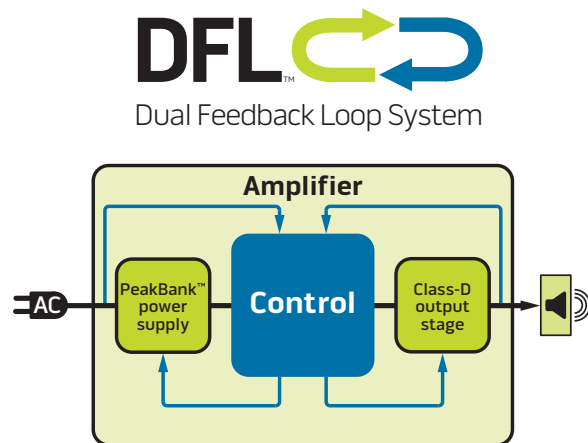 DFL™
Dual Feedback Loop System
Amplifier
AC
PeakBank™
power
supply
Control
Class-D
output
stage